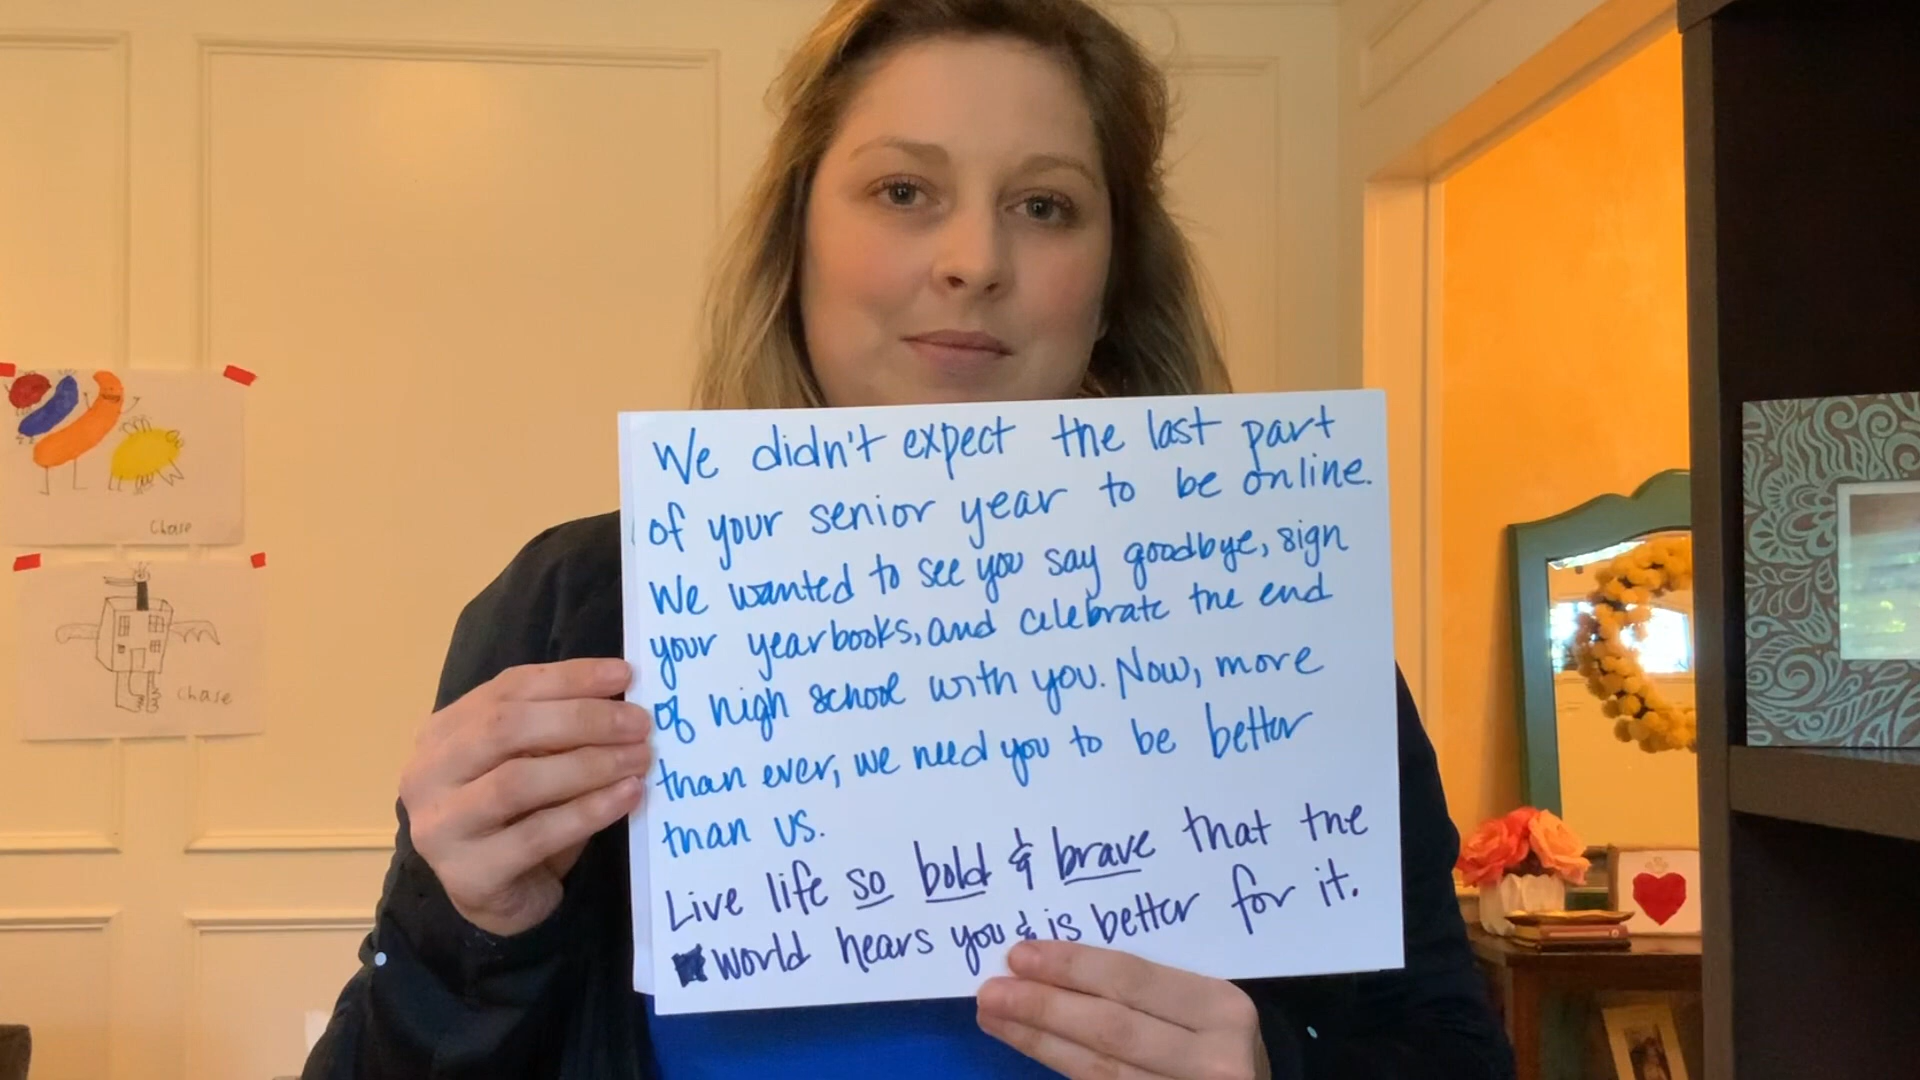 We didn't expect the last part
of your senior year to be online.
We wanted to see you say goodbye, sign
your yearbooks, and celebrate the end
of high school with you. Now, more
than ever, we need you to be better
than us.
Live life so bold & brave that the
world hears you & is better for it.
Chase
Chase